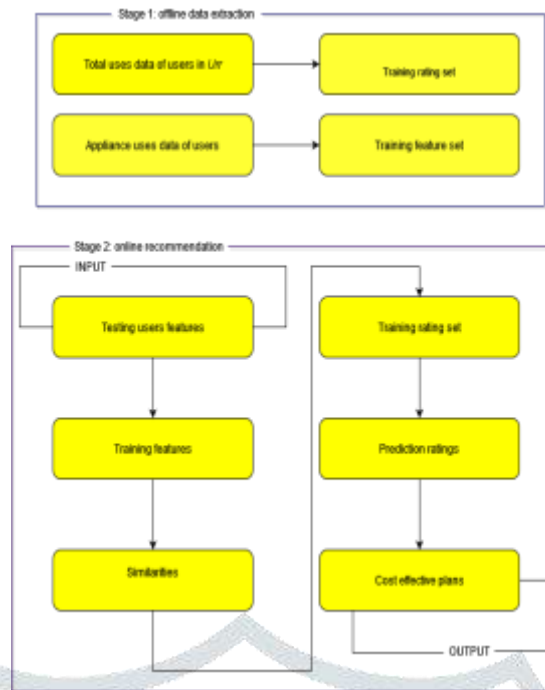 Stage 1: offline data extraction
Total uses data of users in Urr
Training rating set
Appliance uses data of users
Training feature set
Stage 2: online recommendation
INPUT
Testing users features
Training rating set
Training features
Prediction ratings
Similarities
Cost effective plans
OUTPUT